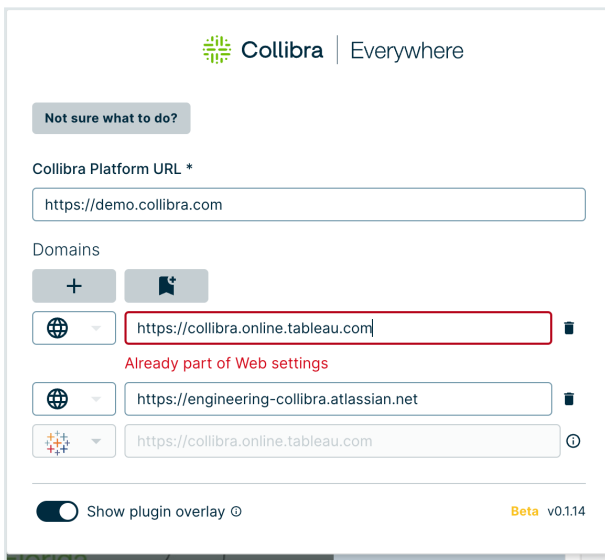 Collibra | Everywhere
Not sure what to do?
Collibra Platform URL *
https://demo.collibra.com
Domains
https://collibra.online.tableau.com
Already part of Web settings
https://engineering-collibra.atlassian.net
https://collibra.online.tableau.com
Show plugin overlay
Beta v0.1.14